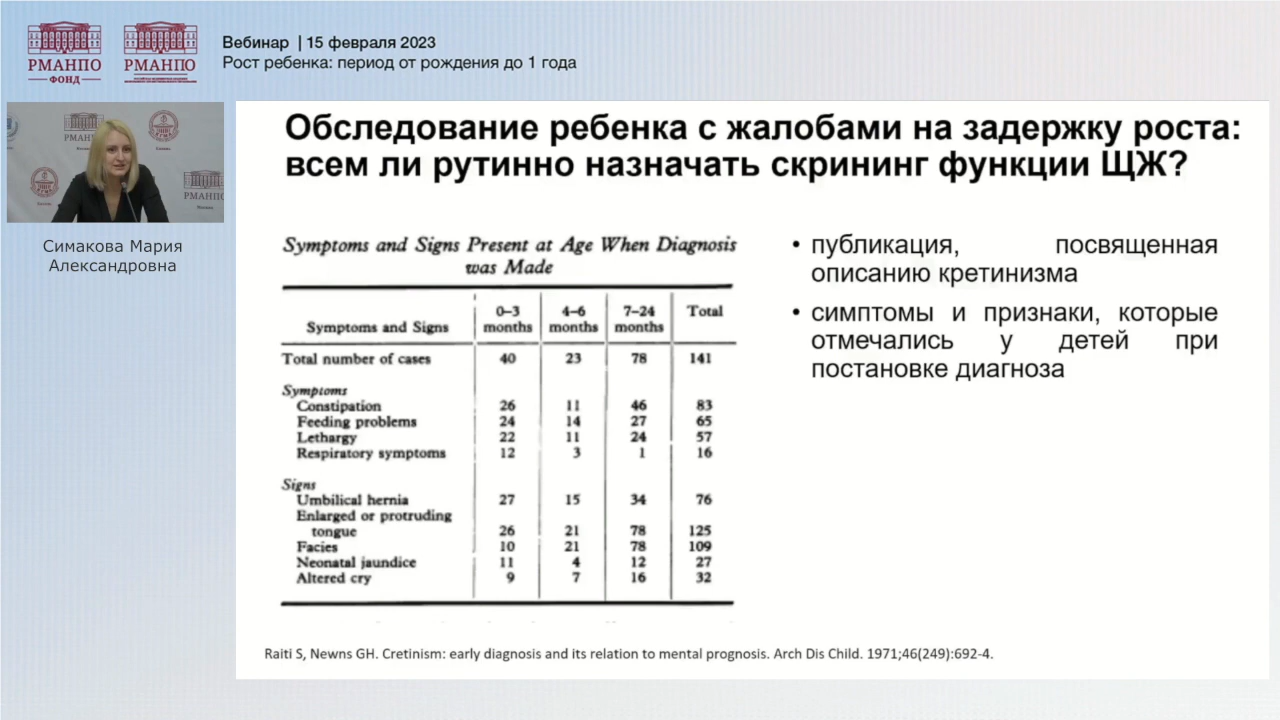 РМАНПО
ФОНД
РМАНПО
Вебинар | 15 февраля 2023
Рост ребенка: период от рождения до 1 года
РМАНПО
РМАНПО
Симакова Мария
Александровна
Обследование ребенка с жалобами на задержку роста:
всем ли рутинно назначать скрининг функции ЩЖ?
Symptoms and Signs Present at Age When Diagnosis
was Made
Symptoms and Signs 0–3 months 4–6 months 7–24 months Total
Total number of cases 40 23 78 141
Symptoms
Constipation 26 11 46 83
Feeding problems 24 14 27 65
Lethargy 22 11 24 57
Respiratory symptoms 12 3 1 16
Signs
Umbilical hernia 27 15 34 76
Enlarged or protruding
tongue 26 21 78 125
Facies 10 21 78 109
Neonatal jaundice 11 4 12 27
Altered cry 9 7 16 32
• публикация, посвященная
описанию кретинизма
• симптомы и признаки, которые
отмечались у детей при
постановке диагноза
Raiti S, Newns GH. Cretinism: early diagnosis and its relation to mental prognosis. Arch Dis Child. 1971;46(249):692-4.